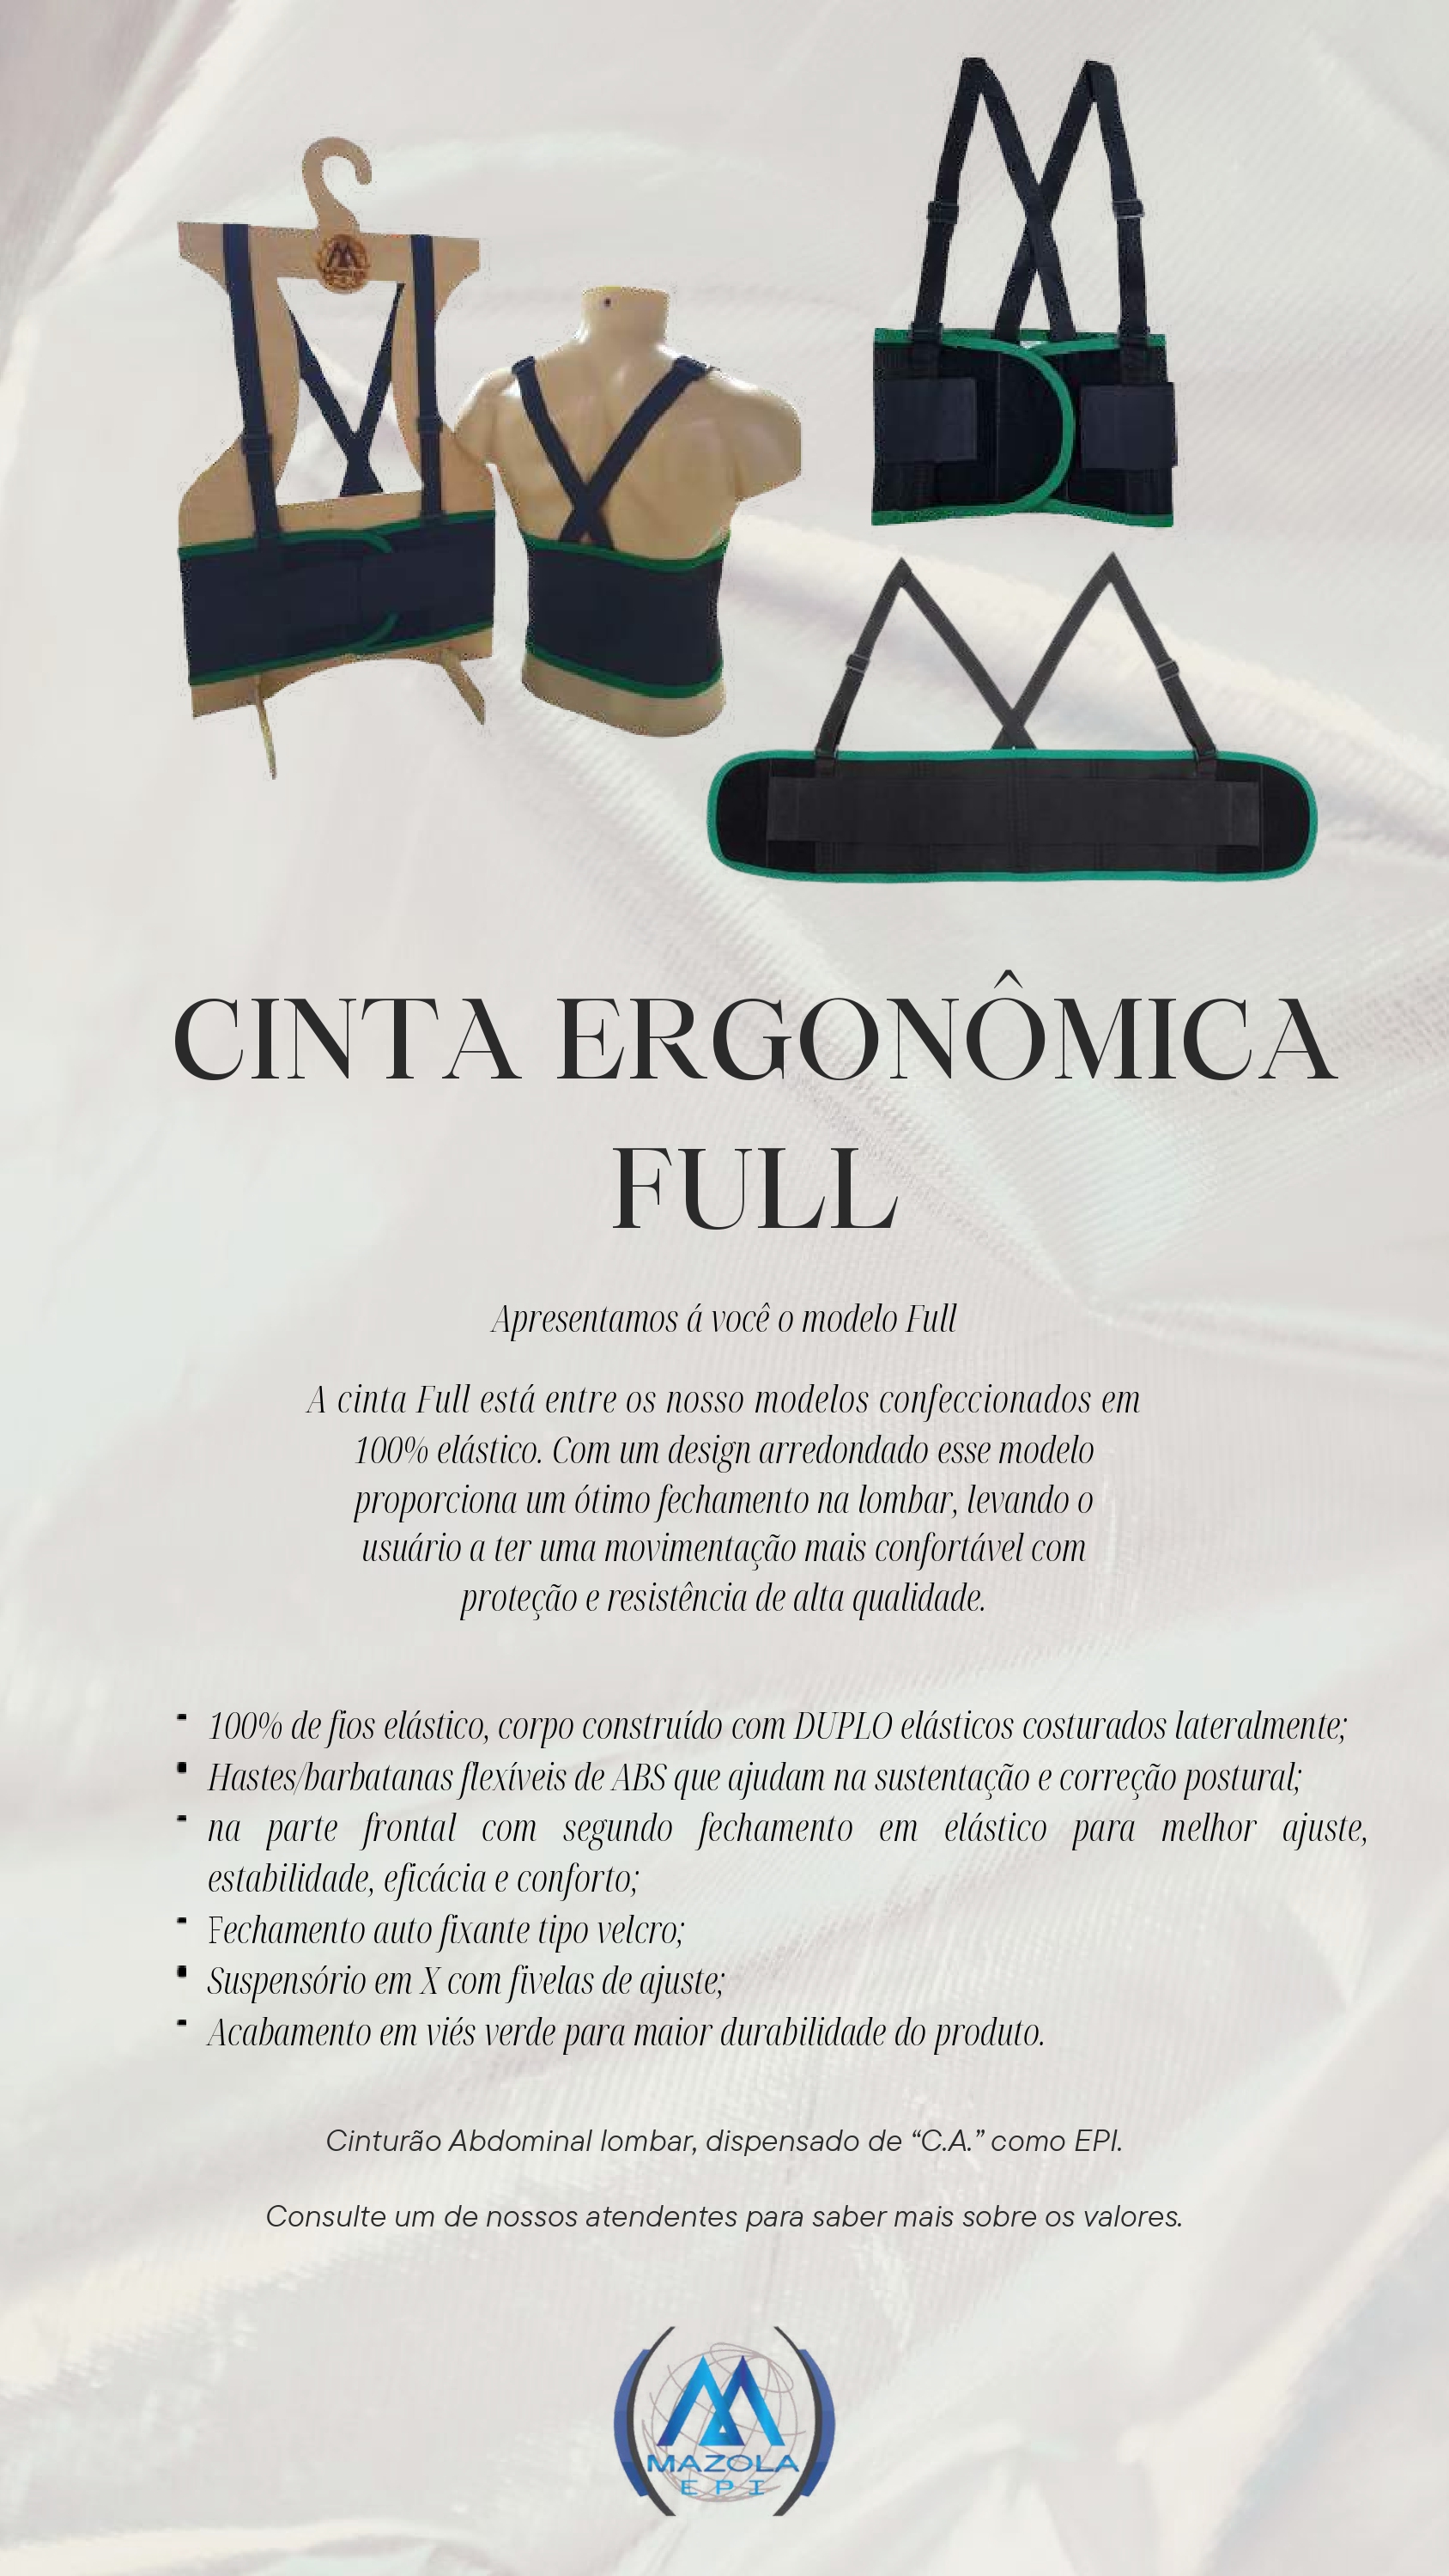 CINTA ERGONÔMICA
FULL
Apresentamos á você o modelo Full
A cinta Full está entre os nosso modelos confeccionados em
100% elástico. Com um design arredondado esse modelo
proporciona um ótimo fechamento na lombar, levando o
usuário a ter uma movimentação mais confortável com
proteção e resistência de alta qualidade.
100% de fios elástico, corpo construído com DUPLO elásticos costurados lateralmente;
Hastes/barbatanas flexíveis de ABS que ajudam na sustentação e correção postural;
na parte frontal com segundo fechamento em elástico para melhor ajuste,
estabilidade, eficácia e conforto;
Fechamento auto fixante tipo velcro;
Suspensório em X com fivelas de ajuste;
Acabamento em viés verde para maior durabilidade do produto.
Cinturão Abdominal lombar, dispensado de “C.A.” como EPI.
Consulte um de nossos atendentes para saber mais sobre os valores.
MAZOLA
EPI